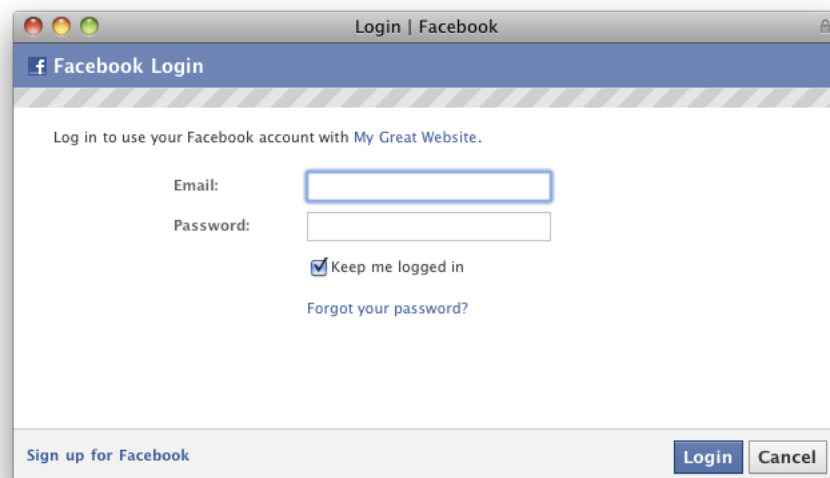 Login | Facebook
f Facebook Login
Log in to use your Facebook account with My Great Website.
Email:
Password:
Keep me logged in
Forgot your password?
Sign up for Facebook
Login Cancel